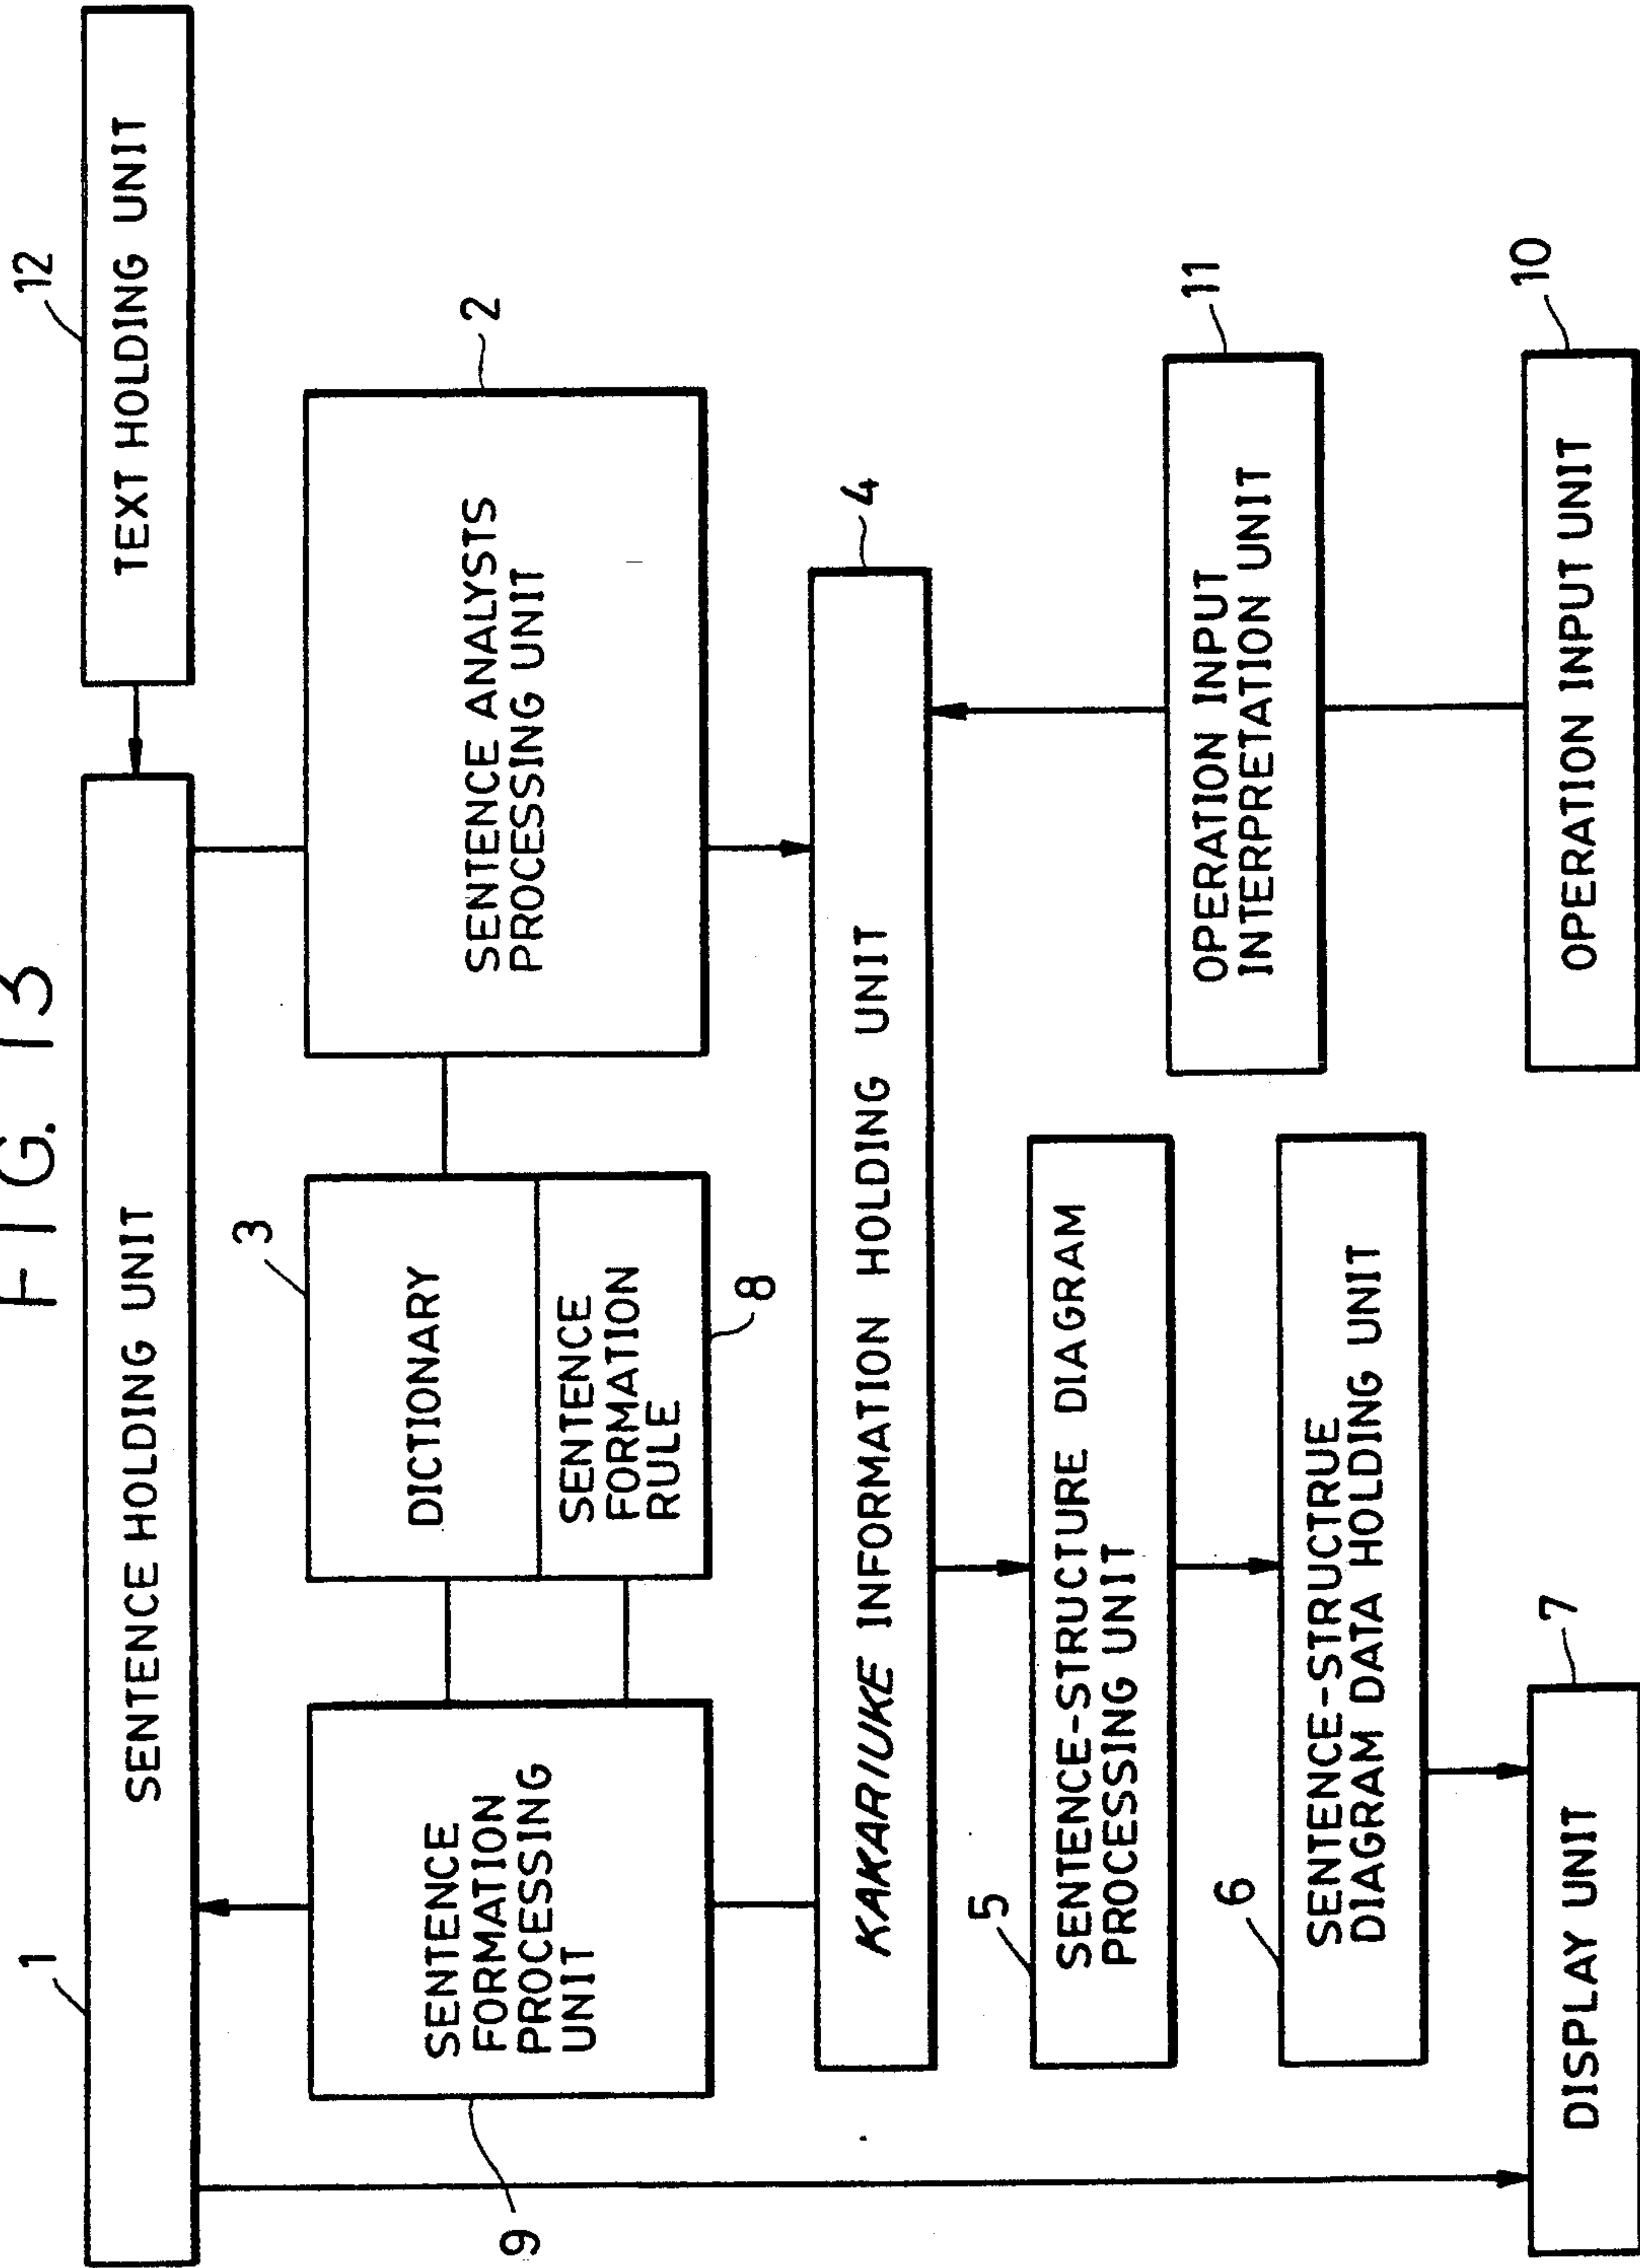 FIG. 13
1
12
SENTENCE HOLDING UNIT
TEXT HOLDING UNIT
3
2
SENTENCE
FORMATION
PROCESSING
UNIT
DICTIONARY
SENTENCE
FORMATION
RULE
SENTENCE ANALYSTS
PROCESSING UNIT
9
8
4
KAKARIUKE INFORMATION HOLDING UNIT
5
SENTENCE-STRUCTURE DIAGRAM
PROCESSING UNIT
11
OPERATION INPUT
INTERPRETATION UNIT
6
SENTENCE-STRUCTRUE
DIAGRAM DATA HOLDING UNIT
7
10
DISPLAY UNIT
OPERATION INPUT UNIT